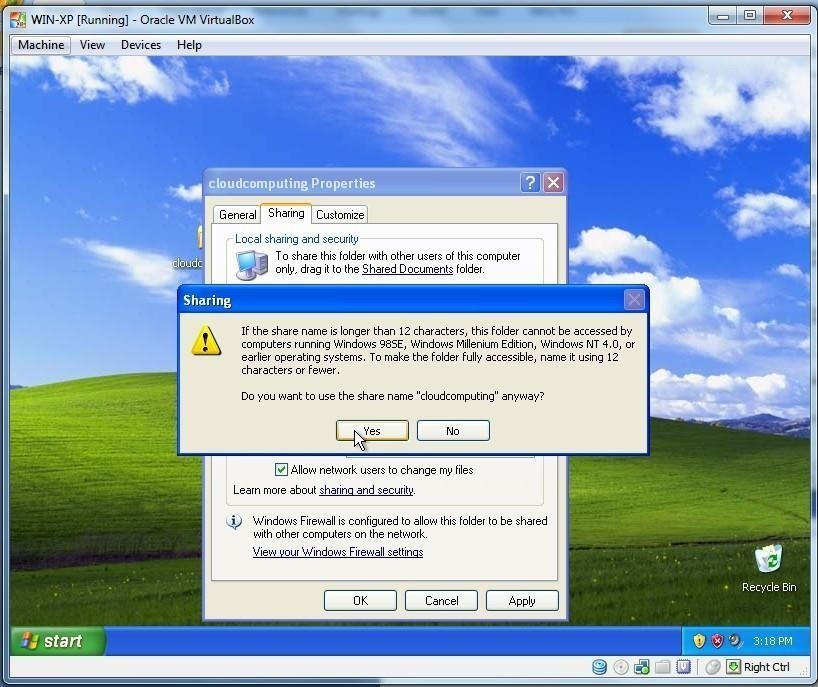 WIN-XP [Running] - Oracle VM VirtualBox
Machine View Devices Help
cloudcomputing Properties
General Sharing Customize
Local sharing and security
To share this folder with other users of this computer
only, drag it to the Shared Documents folder.
cloudc
Sharing
If the share name is longer than 12 characters, this folder cannot be accessed by
computers running Windows 98SE, Windows Millenium Edition, Windows NT 4.0, or
earlier operating systems. To make the folder fully accessible, name it using 12
characters or fewer.
Do you want to use the share name "cloudcomputing" anyway?
Yes No
Allow network users to change my files
Learn more about sharing and security.
Windows Firewall is configured to allow this folder to be shared
with other computers on the network.
View your Windows Firewall settings
Recycle Bin
OK Cancel Apply
start
3:18 PM
Right Ctrl